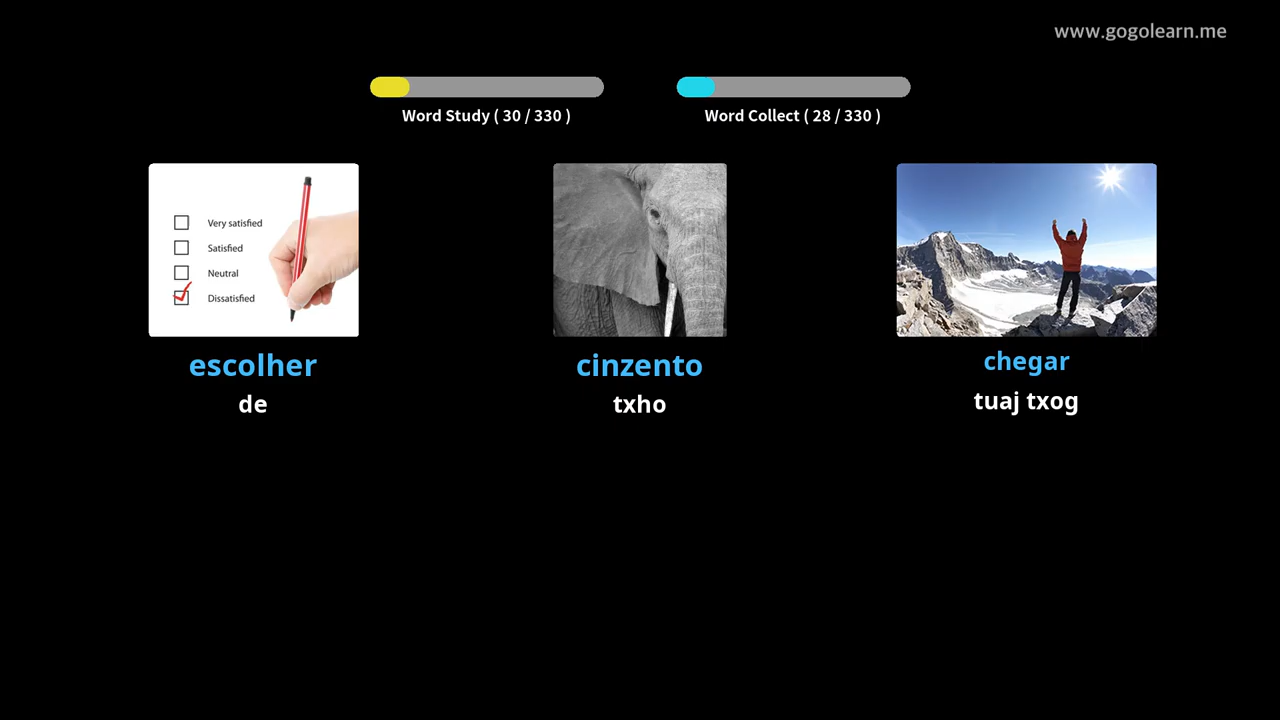 www.gogolearn.me
Word Study ( 30 / 330 )
Word Collect ( 28 / 330 )
Very satisfied
Satisfied
Neutral
Dissatisfied
escolher
de
cinzento
txho
chegar
tuaj txog